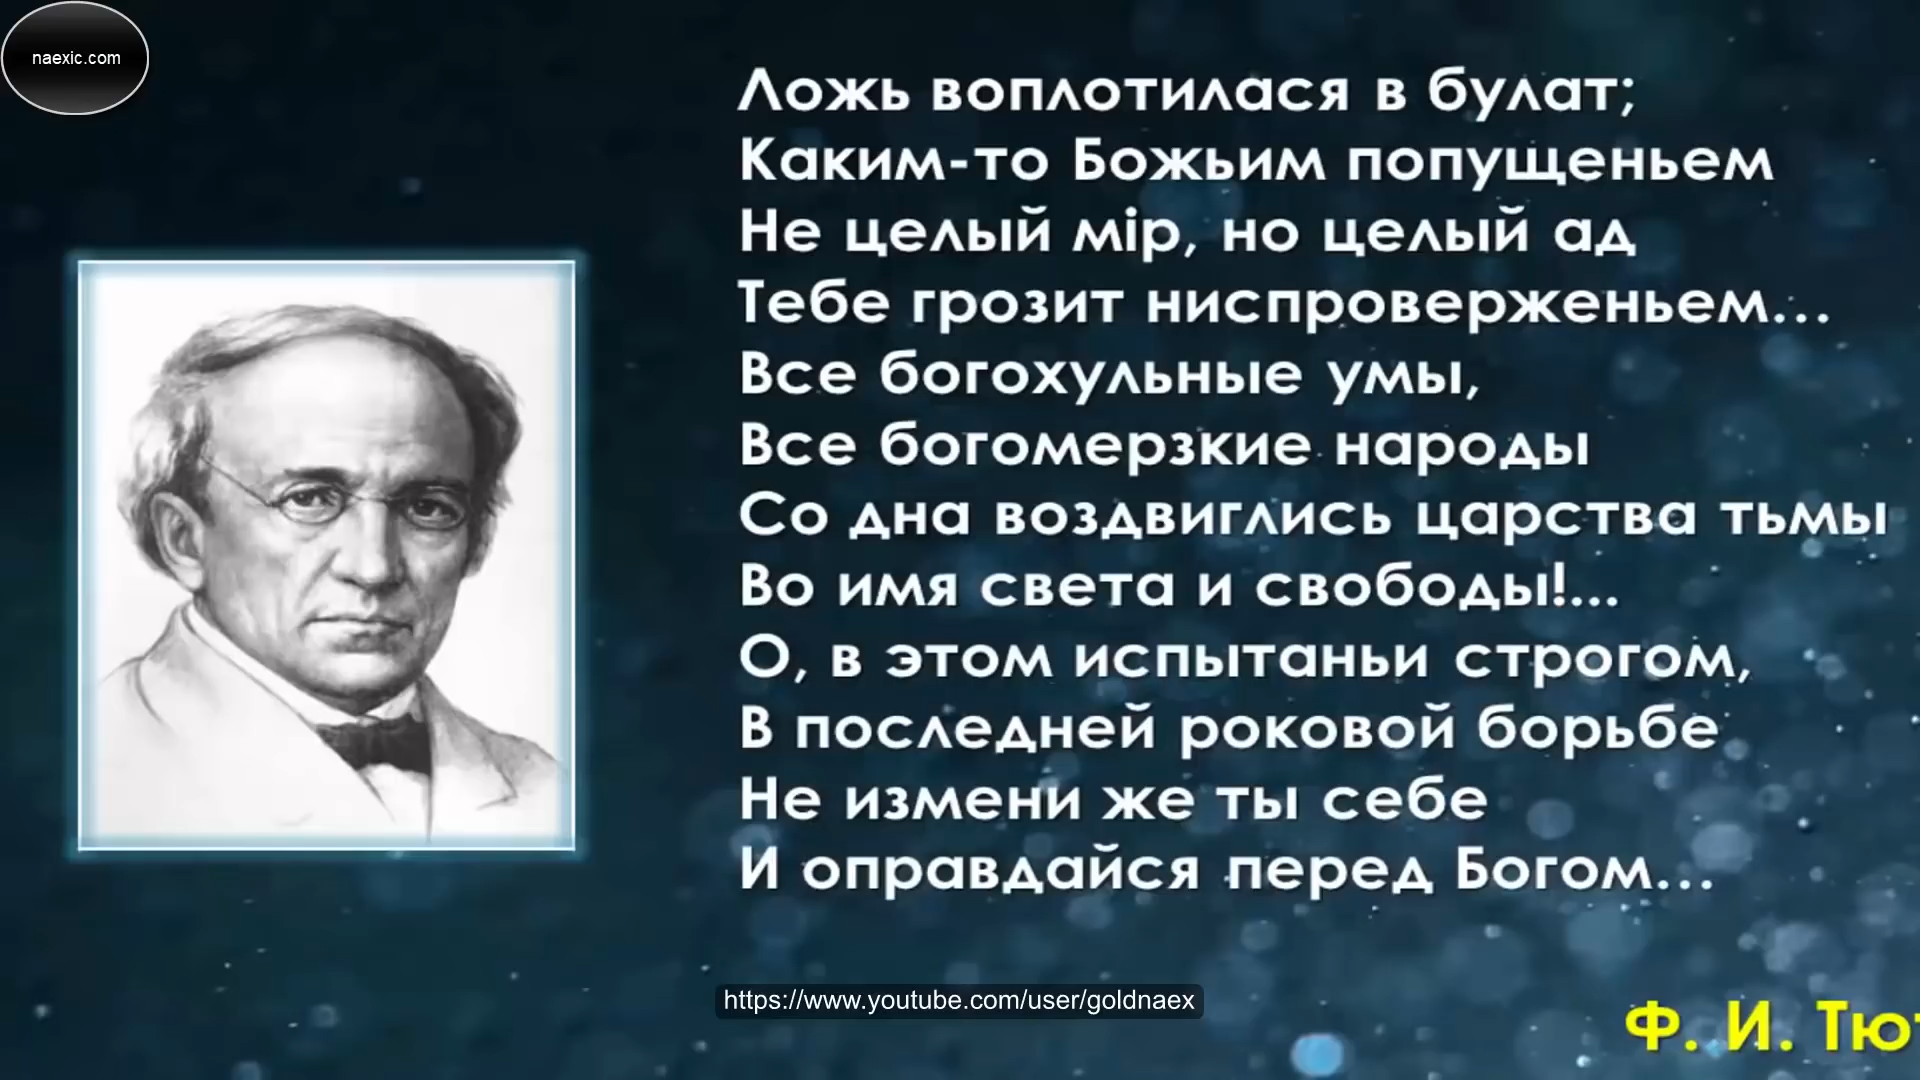 naexic.com
Ложь воплотилася в булат;
Каким-то Божьим попущеньем
Не целый мір, но целый ад
Тебе грозит ниспроверженьем...
Все богохульные умы,
Все богомерзкие народы
Со дна воздвиглись царства тьмы
Во имя света и свободы!...
О, в этом испытаньи строгом,
В последней роковой борьбе
Не измени же ты себе
И оправдайся перед Богом...
https://www.youtube.com/user/goldnaex
Ф. И. Тют